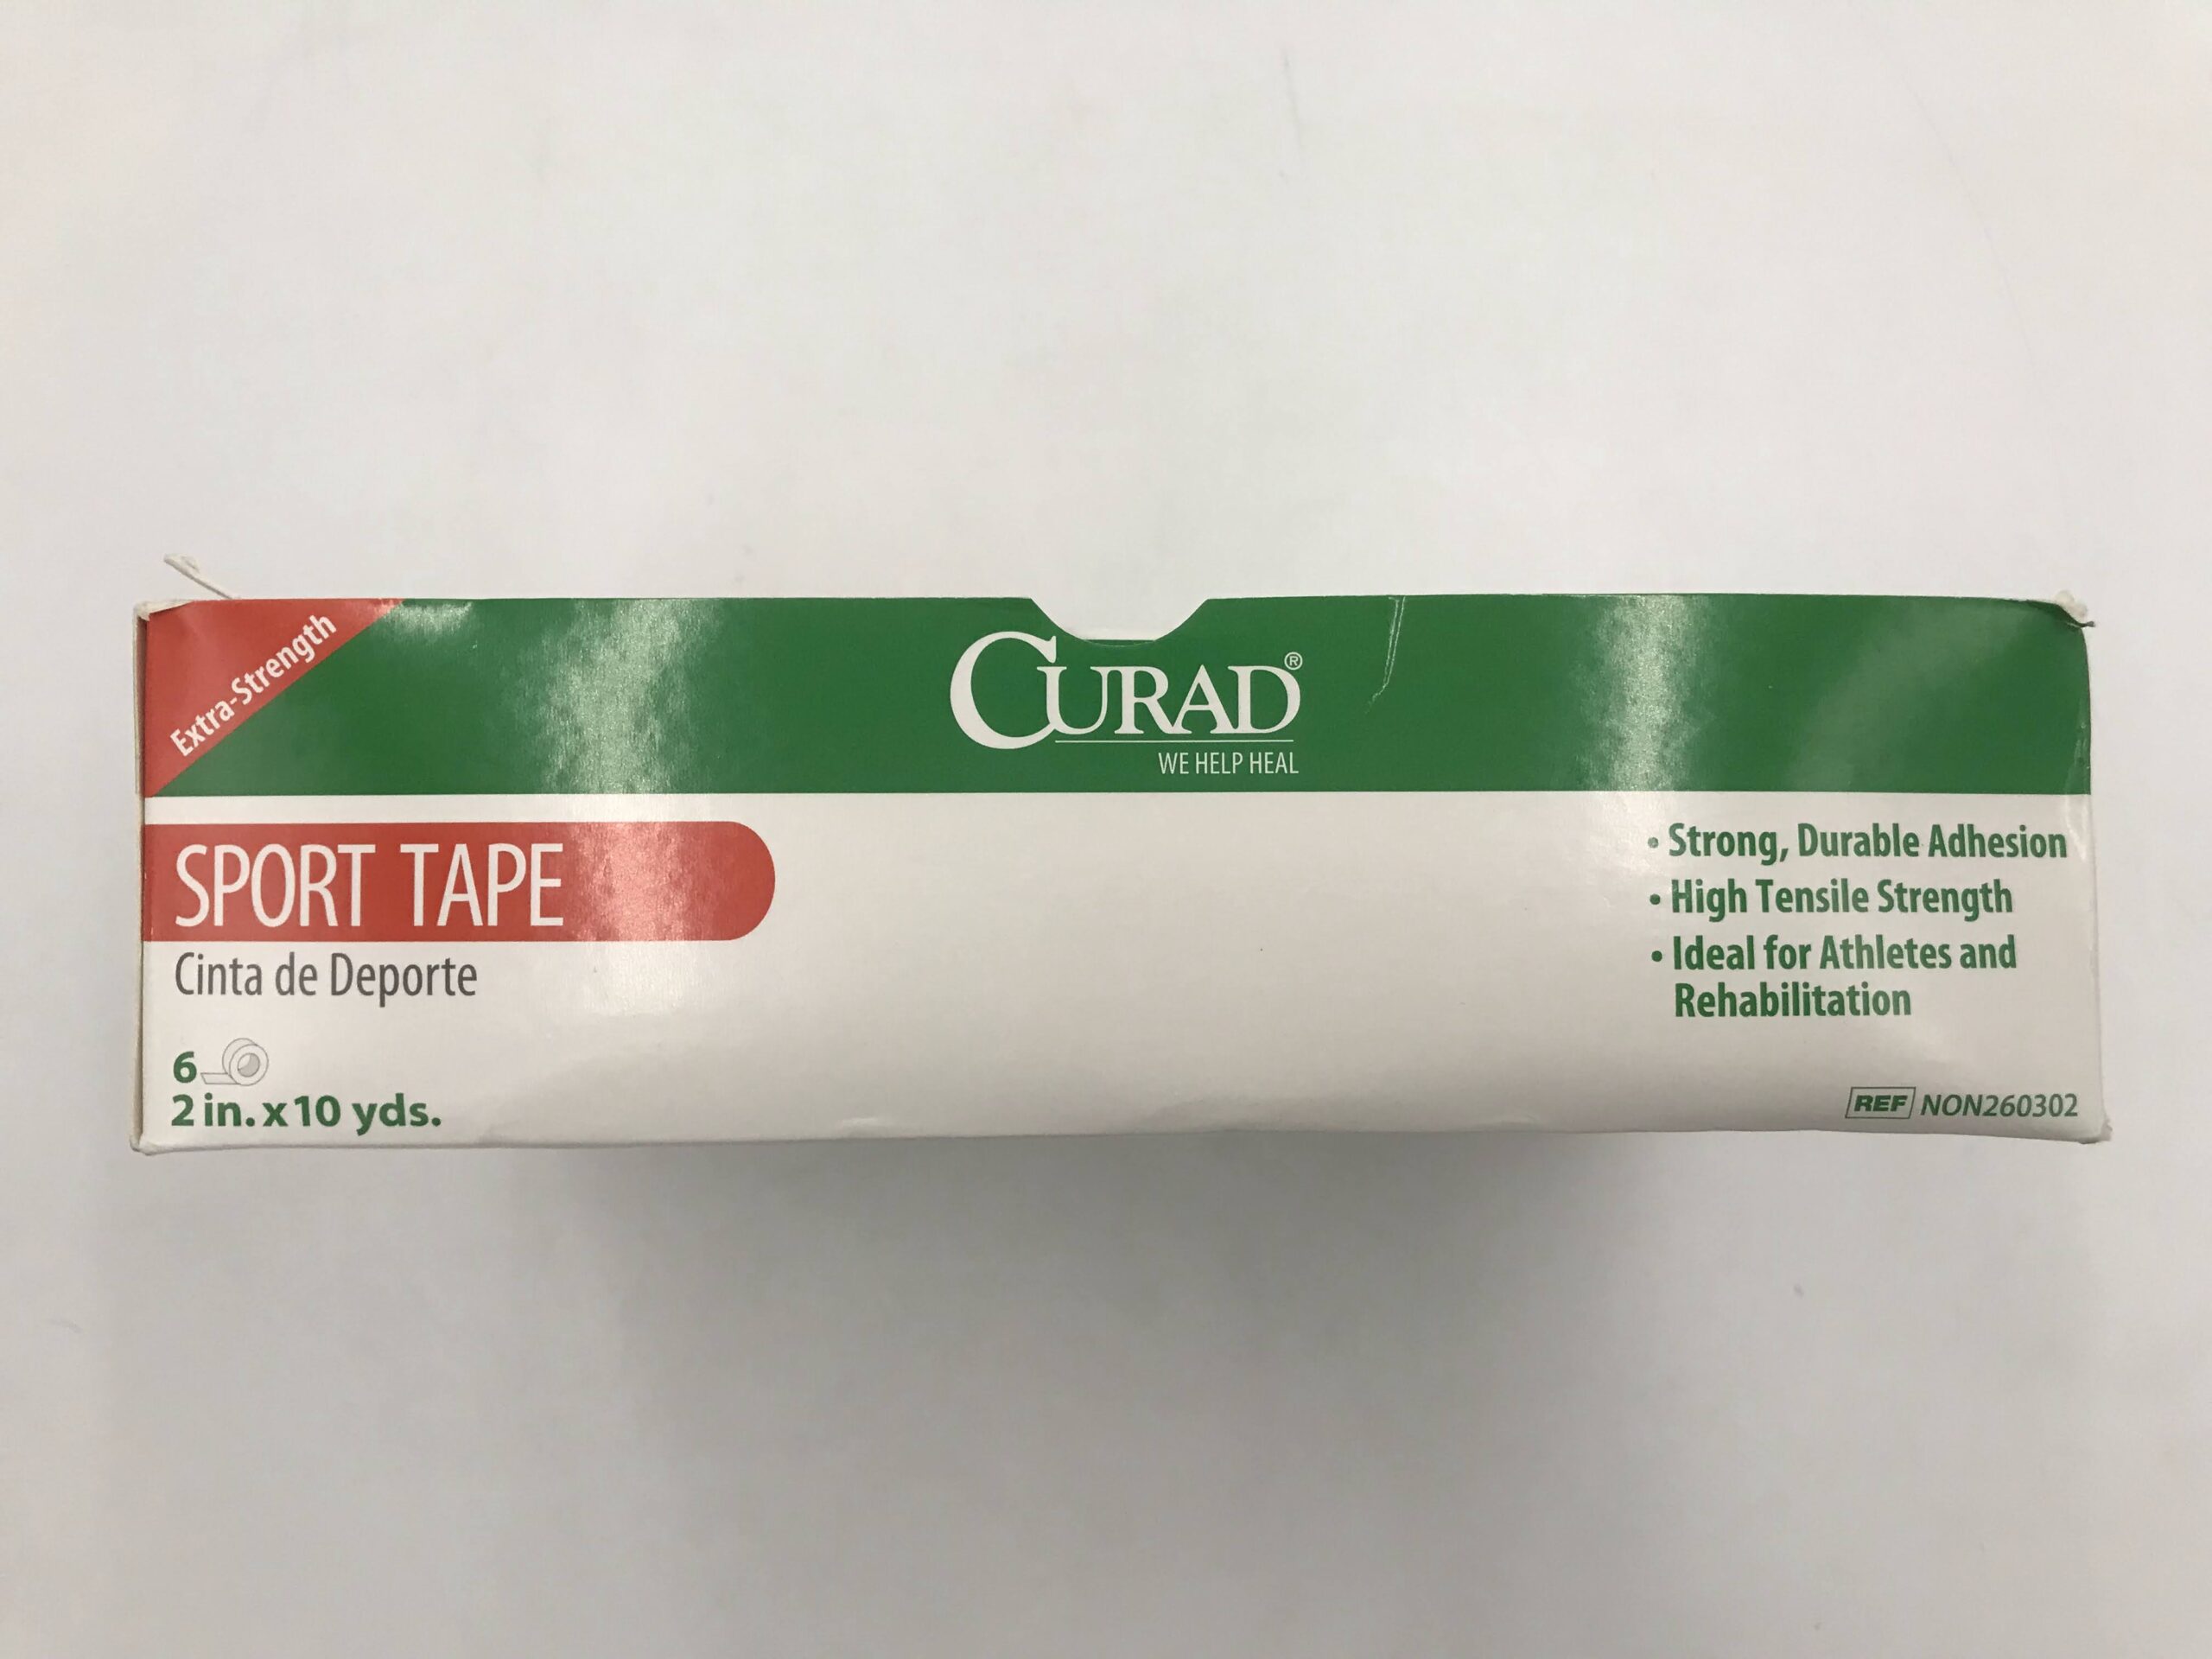 Extra-Strength
CURAD®
WE HELP HEAL
SPORT TAPE
Cinta de Deporte
6
2 in. x 10 yds.
• Strong, Durable Adhesion
• High Tensile Strength
• Ideal for Athletes and
Rehabilitation
REF NON260302